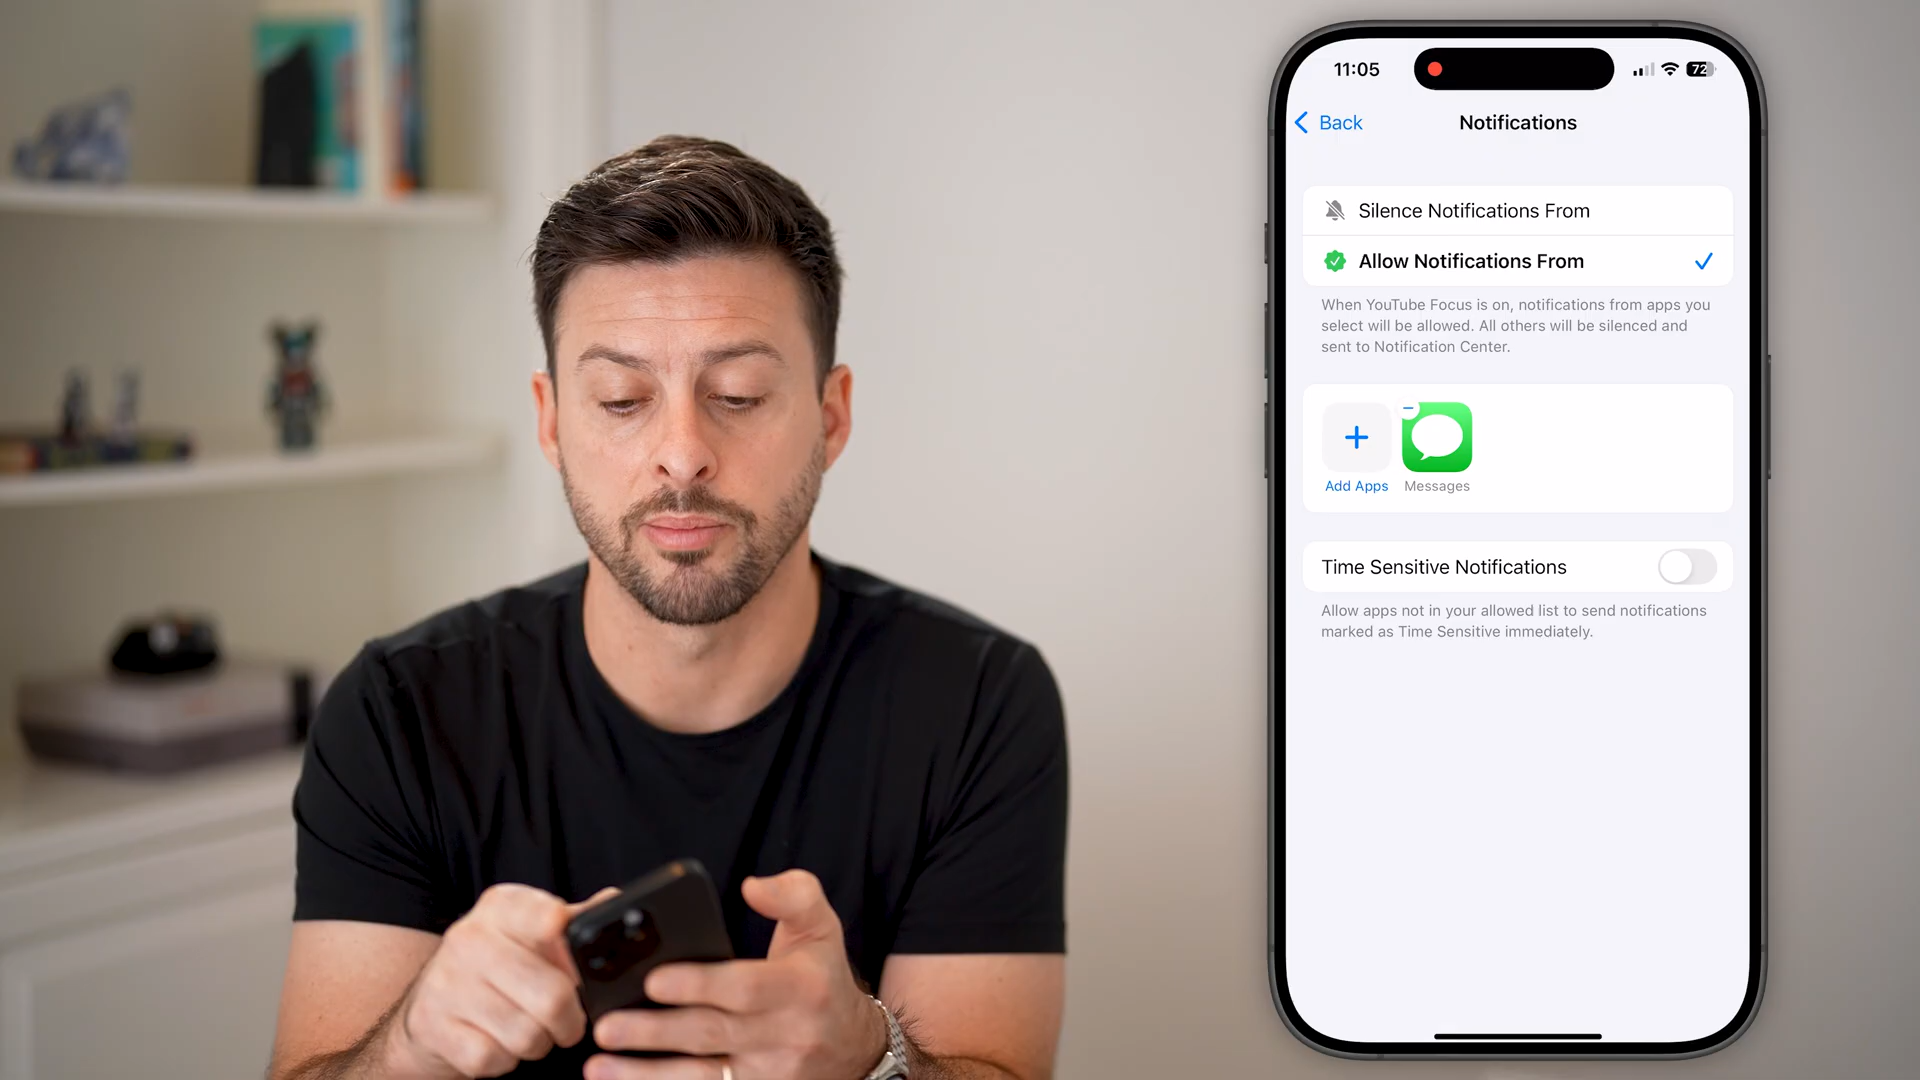 11:05
72
Back
Notifications
Silence Notifications From
Allow Notifications From
When YouTube Focus is on, notifications from apps you
select will be allowed. All others will be silenced and
sent to Notification Center.
Add Apps
Messages
Time Sensitive Notifications
Allow apps not in your allowed list to send notifications
marked as Time Sensitive immediately.